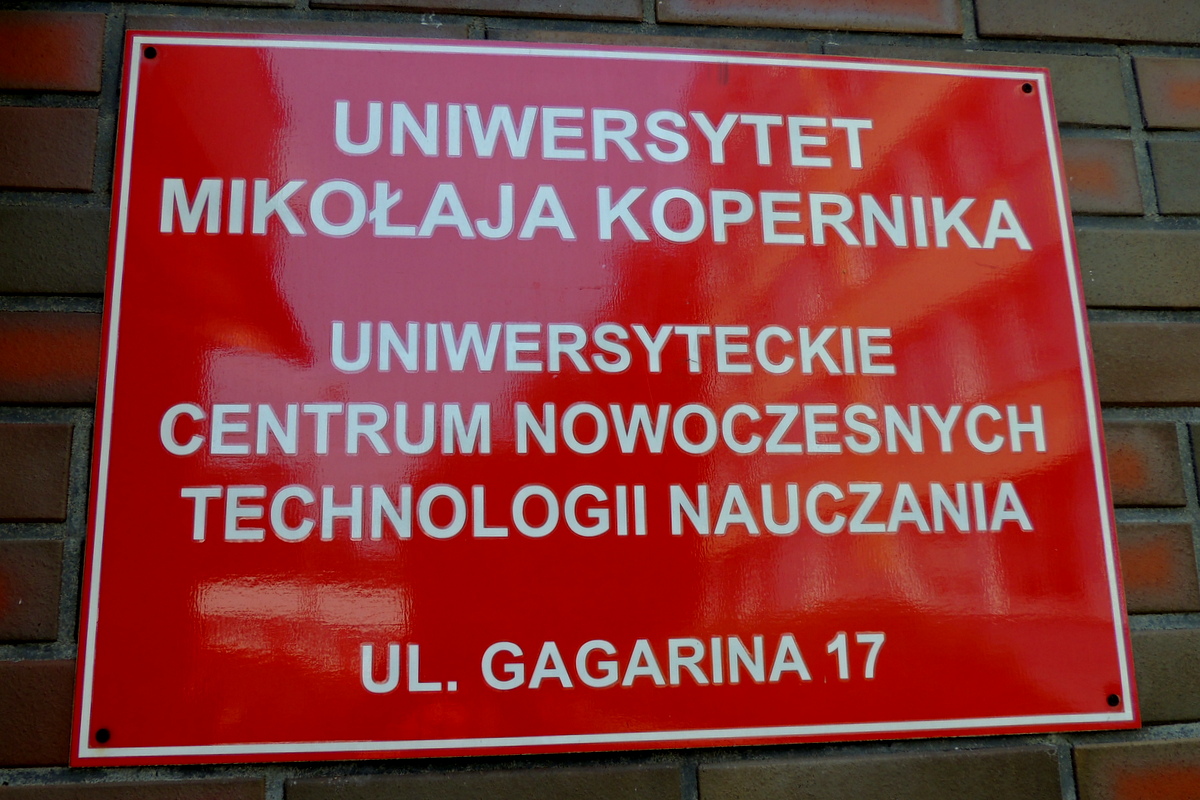 UNIWERSYTET
MIKOŁAJA KOPERNIKA
UNIWERSYTECKIE
CENTRUM NOWOCZESNYCH
TECHNOLOGII NAUCZANIA
UL. GAGARINA 17